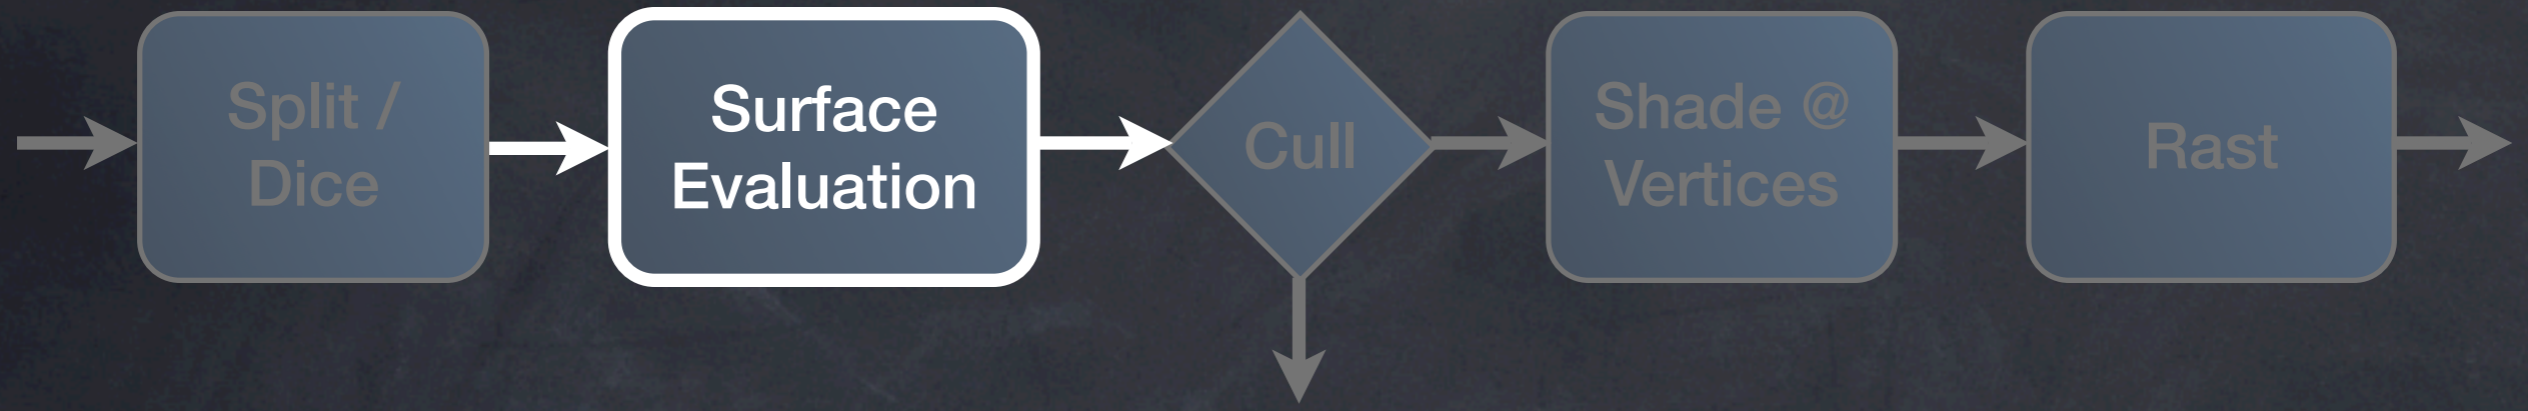 Split /
Dice
Surface
Evaluation
Cull
Shade @
Vertices
Rast